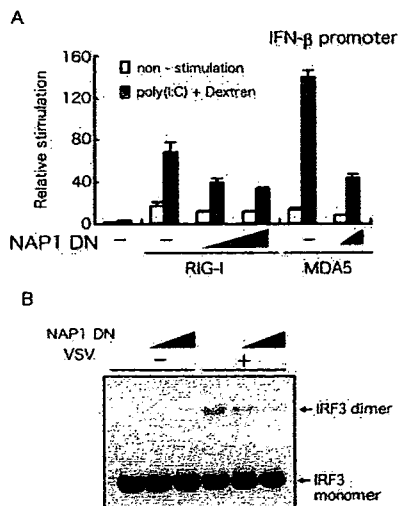 A
IFN-β promoter
non - stimulation
poly(I:C) + Dextren
Relative stimulation
160
120
80
40
0
NAP1 DN - - -
RIG-I MDA5
B
NAP1 DN
VSV - +
IRF3 dimer
IRF3
monomer